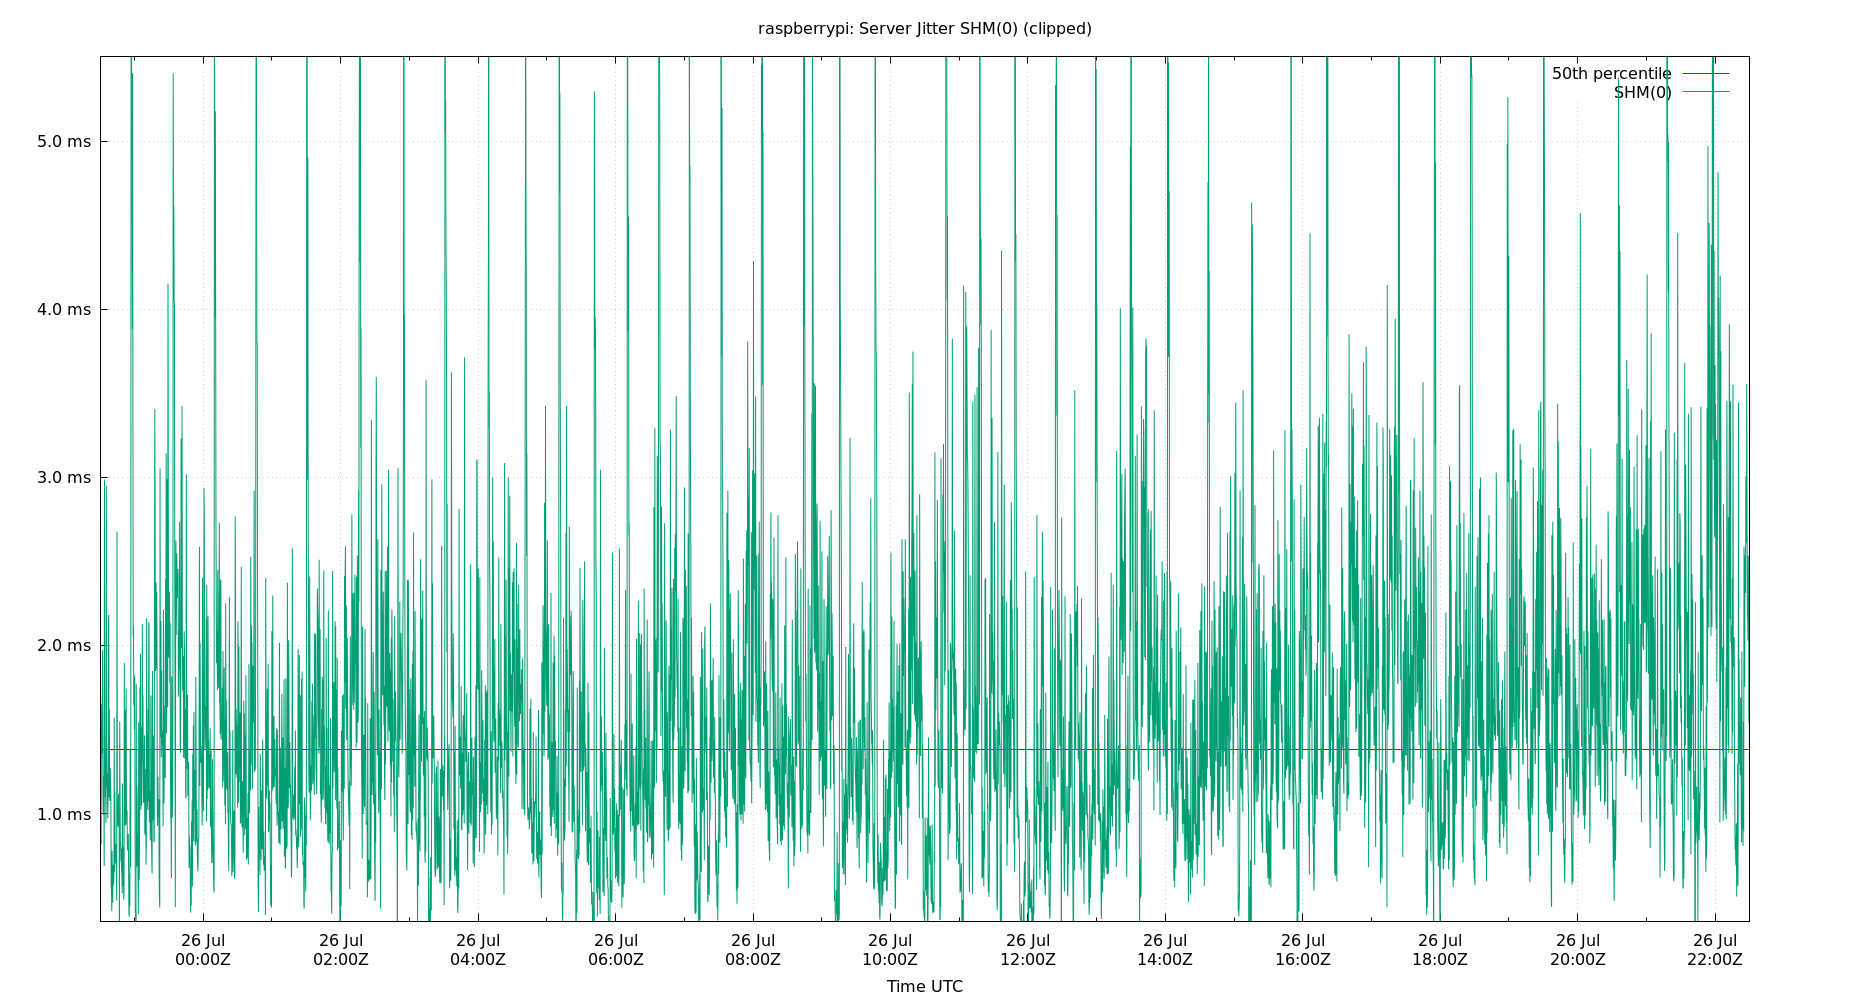 raspberrypi: Server Jitter SHM(0) (clipped)
50th percentile
SHM(0)
5.0 ms
4.0 ms
3.0 ms
2.0 ms
1.0 ms
26 Jul 26 Jul 26 Jul 26 Jul 26 Jul 26 Jul 26 Jul 26 Jul 26 Jul 26 Jul 26 Jul 26 Jul
00:00Z 02:00Z 04:00Z 06:00Z 08:00Z 10:00Z 12:00Z 14:00Z 16:00Z 18:00Z 20:00Z 22:00Z
Time UTC